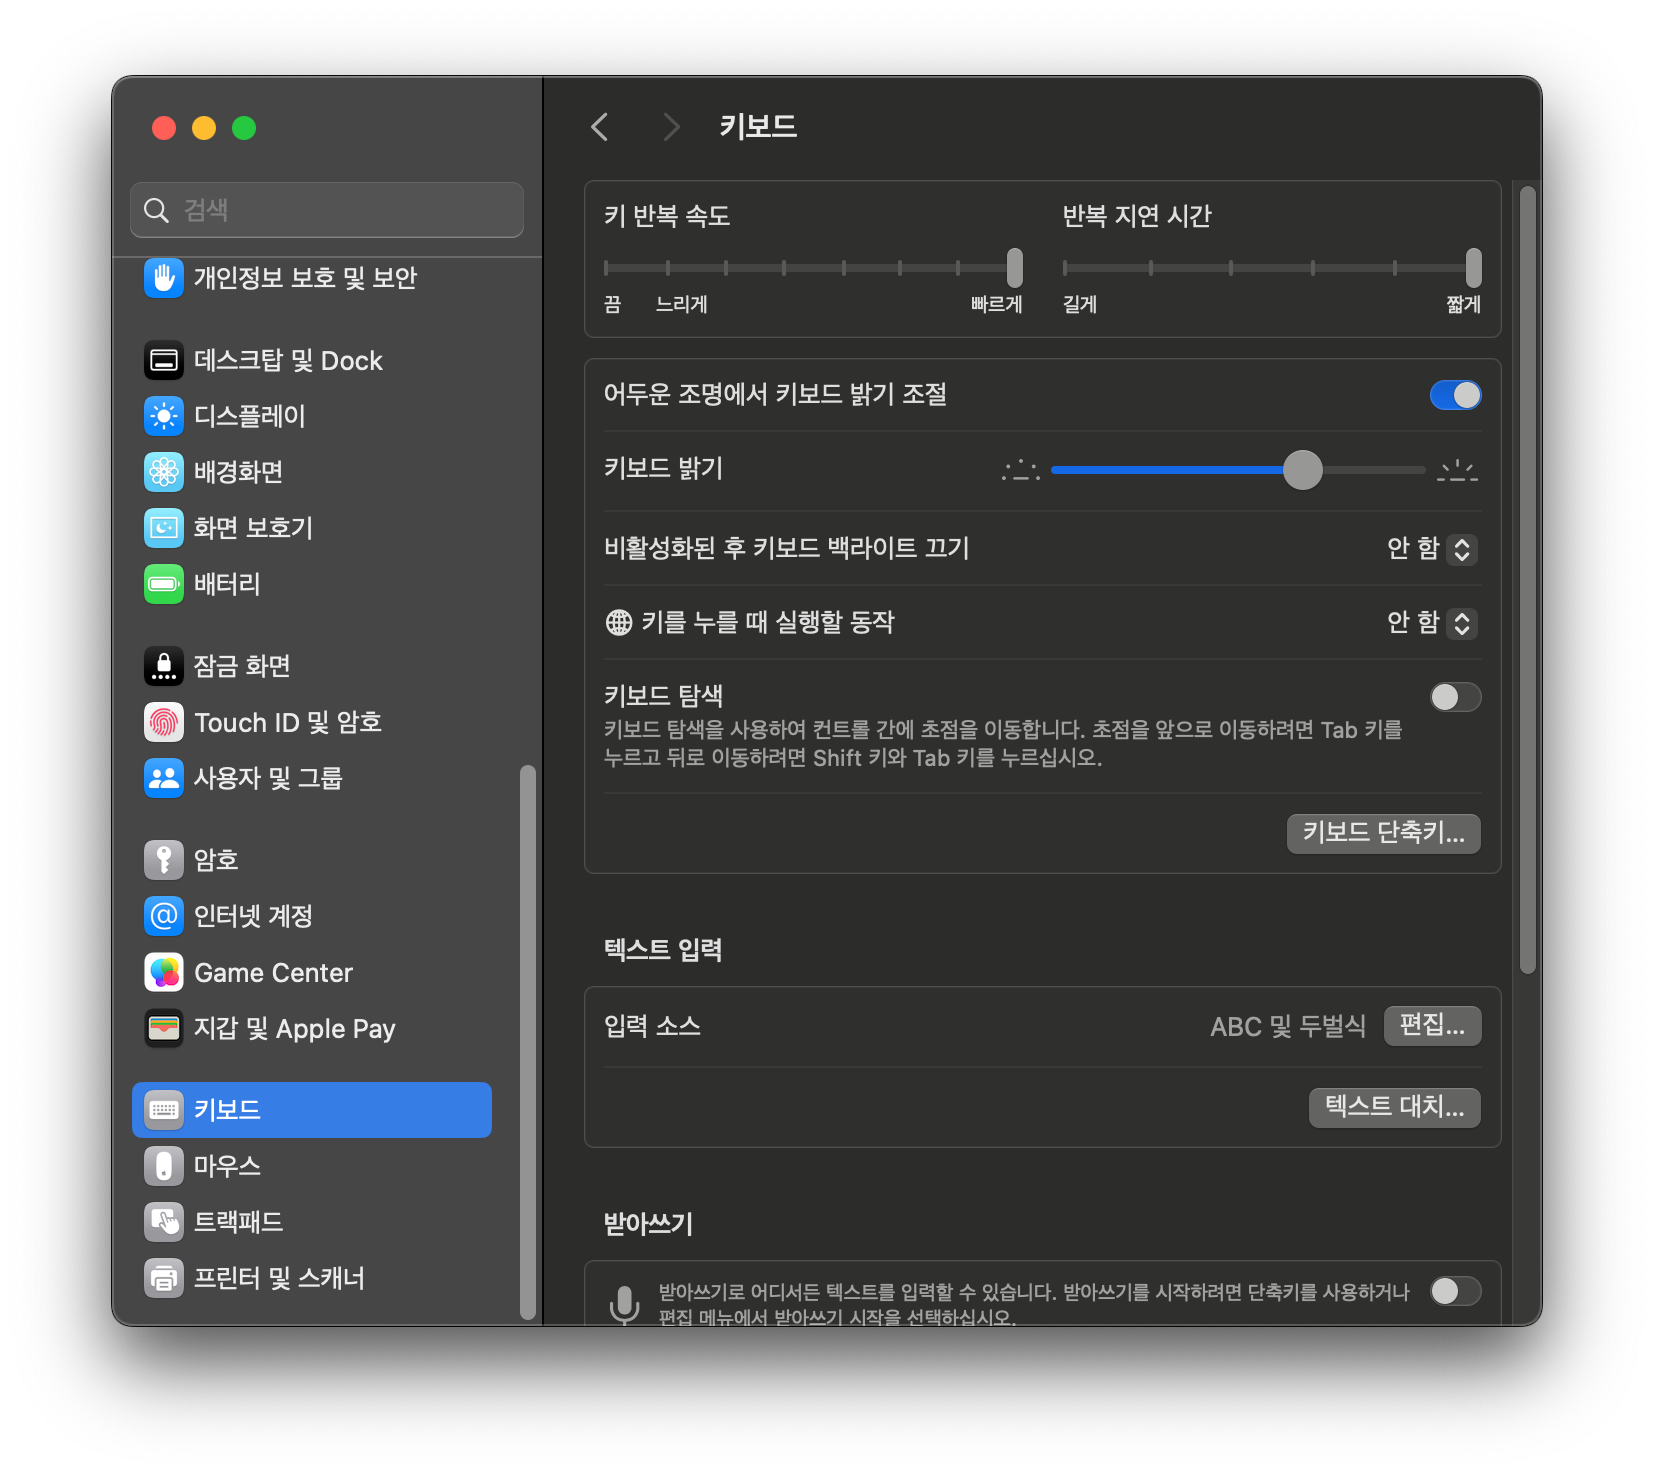 검색
개인정보 보호 및 보안
데스크탑 및 Dock
디스플레이
배경화면
화면 보호기
배터리
잠금 화면
Touch ID 및 암호
사용자 및 그룹
암호
인터넷 계정
Game Center
지갑 및 Apple Pay
키보드
마우스
트랙패드
프린터 및 스캐너
키보드
키 반복 속도
반복 지연 시간
끔 느리게 빠르게
길게 짧게
어두운 조명에서 키보드 밝기 조절
키보드 밝기
비활성화된 후 키보드 백라이트 끄기 안 함
키를 누를 때 실행할 동작 안 함
키보드 탐색
키보드 탐색을 사용하여 컨트롤 간에 초점을 이동합니다. 초점을 앞으로 이동하려면 Tab 키를
누르고 뒤로 이동하려면 Shift 키와 Tab 키를 누르십시오.
키보드 단축키...
텍스트 입력
입력 소스 ABC 및 두벌식 편집...
텍스트 대치...
받아쓰기
받아쓰기로 어디서든 텍스트를 입력할 수 있습니다. 받아쓰기를 시작하려면 단축키를 사용하거나
편집 메뉴에서 받아쓰기 시작을 선택하십시오.